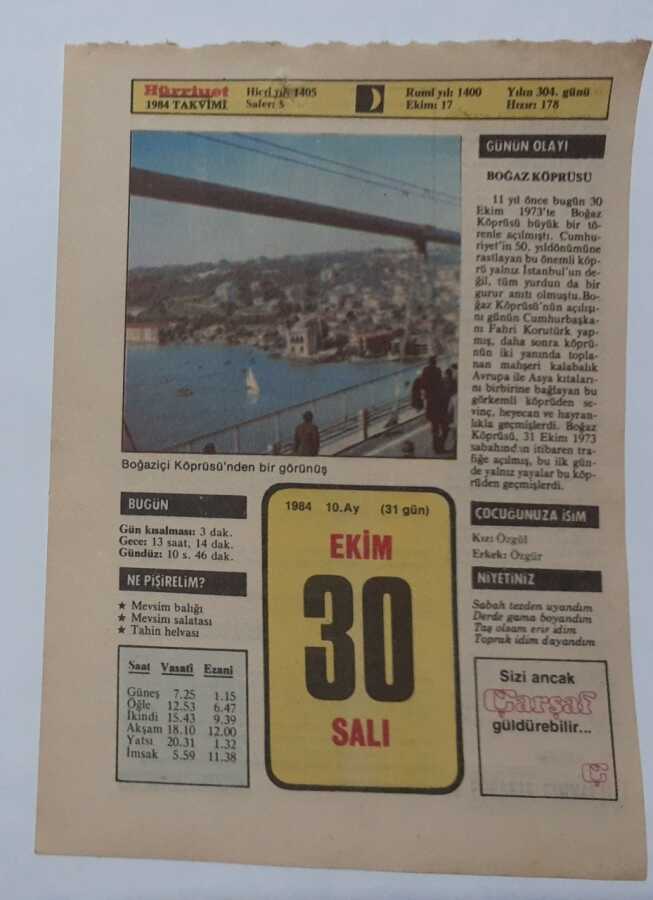 Hürriyet
1984 TAKVİMİ
Hicri yılı 1405
Safer: 5
Rumi yıl: 1400
Ekim: 17
Yılın 304. günü
Hızır: 178
Boğaziçi Köprüsü'nden bir görünüş
GÜNÜN OLAYI
BOĞAZ KÖPRÜSÜ
11 yıl önce bugün 30
Ekim 1973'te Boğaz
Köprüsü büyük bir tö-
renle açılmıştı. Cumhu-
riyet'in 50. yıldönümüne
rastlayan bu önemli köp-
rü yalnız İstanbul'un de-
ğil, tüm yurdun da bir
gurur anıtı olmuştu.Bo-
ğaz Köprüsü'nün açılışı-
nı günün Cumhurbaşka-
nı Fahri Korutürk yap-
mış, daha sonra köprü-
nün iki yanında topla-
nan mahşeri kalabalık
Avrupa ile Asya kıtaları-
nı birbirine bağlayan bu
görkemli köprüden se-
vinç, heyecan ve hayran-
lıkla geçmişlerdi. Boğaz
Köprüsü, 31 Ekim 1973
sabahından itibaren tra-
fiğe açılmış, bu ilk gün-
de yalnız yayalar bu köp-
rüden geçmişlerdi.
BUGÜN
Gün kısalması: 3 dak.
Gece: 13 saat, 14 dak.
Gündüz: 10 s. 46 dak.
NE PİŞİRELİM?
★ Mevsim balığı
★ Mevsim salatası
★ Tahin helvası
Saat Vasati Ezani
Güneş 7.25 1.15
Öğle 12.53 6.47
İkindi 15.43 9.39
Akşam 18.10 12.00
Yatsı 20.31 1.32
İmsak 5.59 11.38
1984 10.Ay (31 gün)
EKİM
30
SALI
ÇOCUĞUNUZA İSİM
Kız: Özgül
Erkek: Özgür
NİYETİNİZ
Sabah tezden uyandım
Derde gama boyandım
Taş olsam erir idim
Toprak idim dayandım
Sizi ancak
Çarşaf
güldürebilir...
Ç